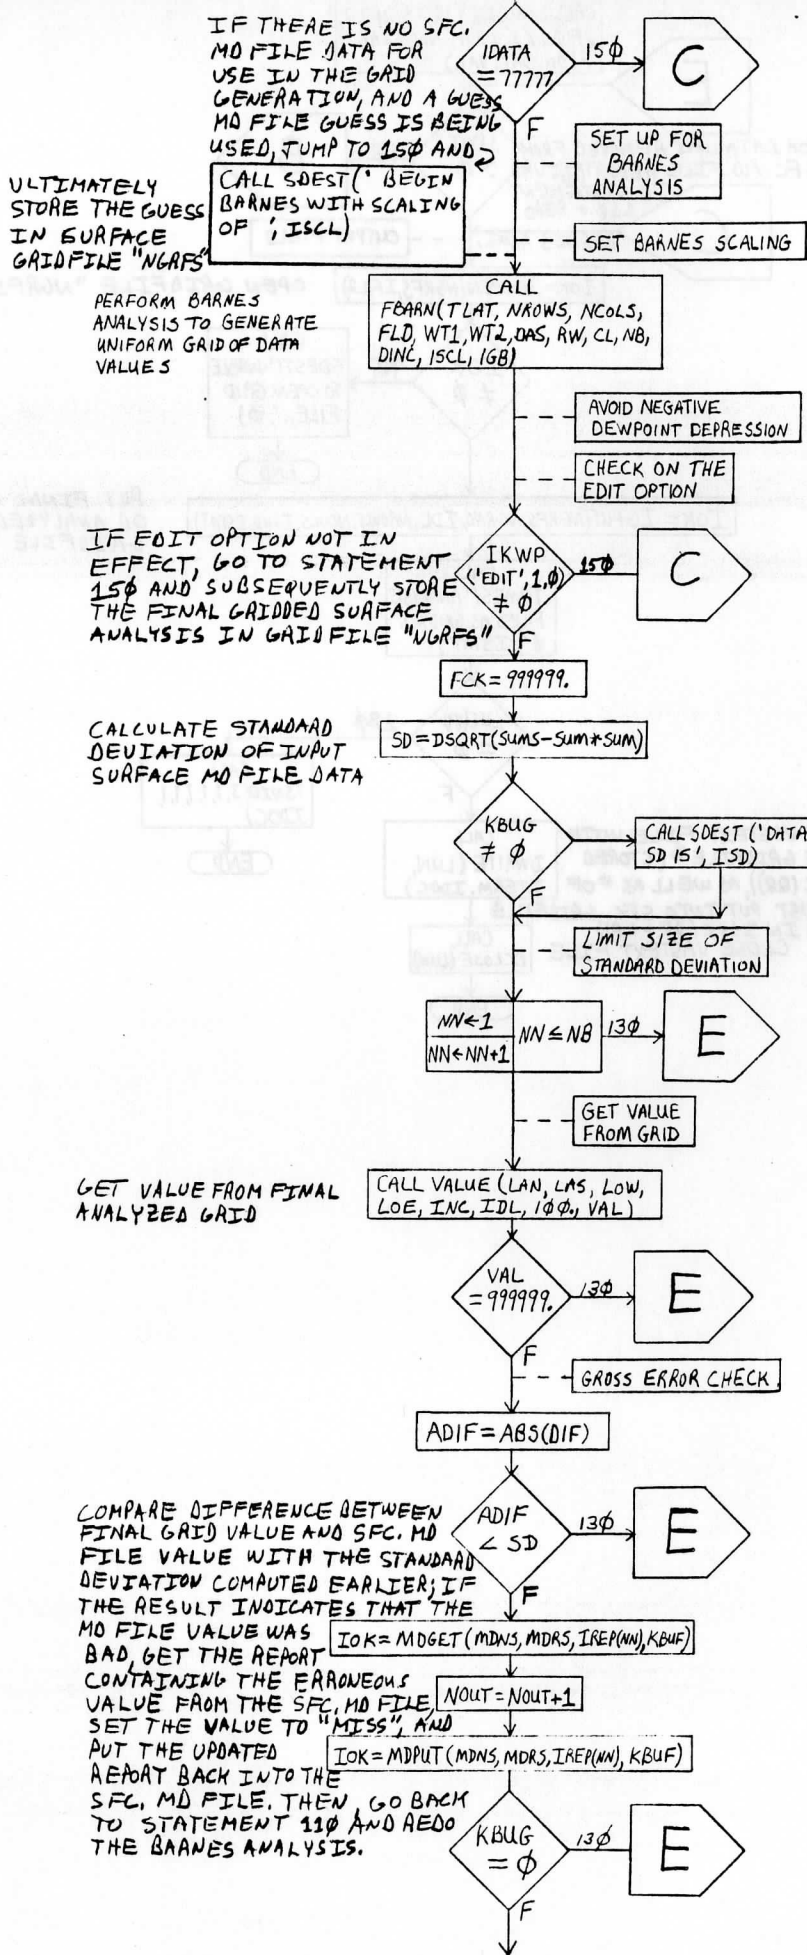 IF THERE IS NO SFC.
MD FILE DATA FOR
USE IN THE GRID
GENERATION, AND A GUESS
MD FILE GUESS IS BEING
USED, JUMP TO 15Ø AND
ULTIMATELY
STORE THE GUESS
IN SURFACE
GRIDFILE "NGRFS"
IDATA
=77777
15Ø
C
F
SET UP FOR
BARNES
ANALYSIS
CALL SDEST(' BEGIN
BARNES WITH SCALING
OF ', ISCL)
SET BARNES SCALING
PERFORM BARNES
ANALYSIS TO GENERATE
UNIFORM GRID OF DATA
VALUES
CALL
FBARN(TLAT, NROWS, NCOLS,
FLD, WT1, WT2, DAS, RW, CL, NB,
DINC, ISCL, IGB)
AVOID NEGATIVE
DEWPOINT DEPRESSION
CHECK ON THE
EDIT OPTION
IF EDIT OPTION NOT IN
EFFECT, GO TO STATEMENT
15Ø AND SUBSEQUENTLY STORE
THE FINAL GRIDDED SURFACE
ANALYSIS IN GRIDFILE "NGRFS"
IKWP
('EDIT',1,Ø)
≠ Ø
15Ø
C
F
FCK = 999999.
CALCULATE STANDARD
DEVIATION OF INPUT
SURFACE MD FILE DATA
SD = DSQRT(SUMS-SUM*SUM)
KBUG
≠ Ø
CALL SDEST ('DATA
SD IS', ISD)
F
LIMIT SIZE OF
STANDARD DEVIATION
NN←1
NN←NN+1
NN ≤ NB
13Ø
E
GET VALUE
FROM GRID
GET VALUE FROM FINAL
ANALYZED GRID
CALL VALUE (LAN, LAS, LOW,
LOE, INC, IDL, 1ØØ., VAL)
VAL
= 999999.
13Ø
E
F
GROSS ERROR CHECK
ADIF = ABS(DIF)
COMPARE DIFFERENCE BETWEEN
FINAL GRID VALUE AND SFC. MD
FILE VALUE WITH THE STANDARD
DEVIATION COMPUTED EARLIER; IF
THE RESULT INDICATES THAT THE
MD FILE VALUE WAS
BAD, GET THE REPORT
CONTAINING THE ERRONEOUS
VALUE FROM THE SFC. MD FILE,
SET THE VALUE TO "MISS", AND
PUT THE UPDATED
REPORT BACK INTO THE
SFC. MD FILE. THEN, GO BACK
TO STATEMENT 11Ø AND REDO
THE BARNES ANALYSIS.
ADIF
< SD
13Ø
E
F
IOK = MDGET (MDNS, MDRS, IREP(NN), KBUF)
NOUT = NOUT+1
IOK = MDPUT (MDNS, MDRS, IREP(NN), KBUF)
KBUG
= Ø
13Ø
E
F